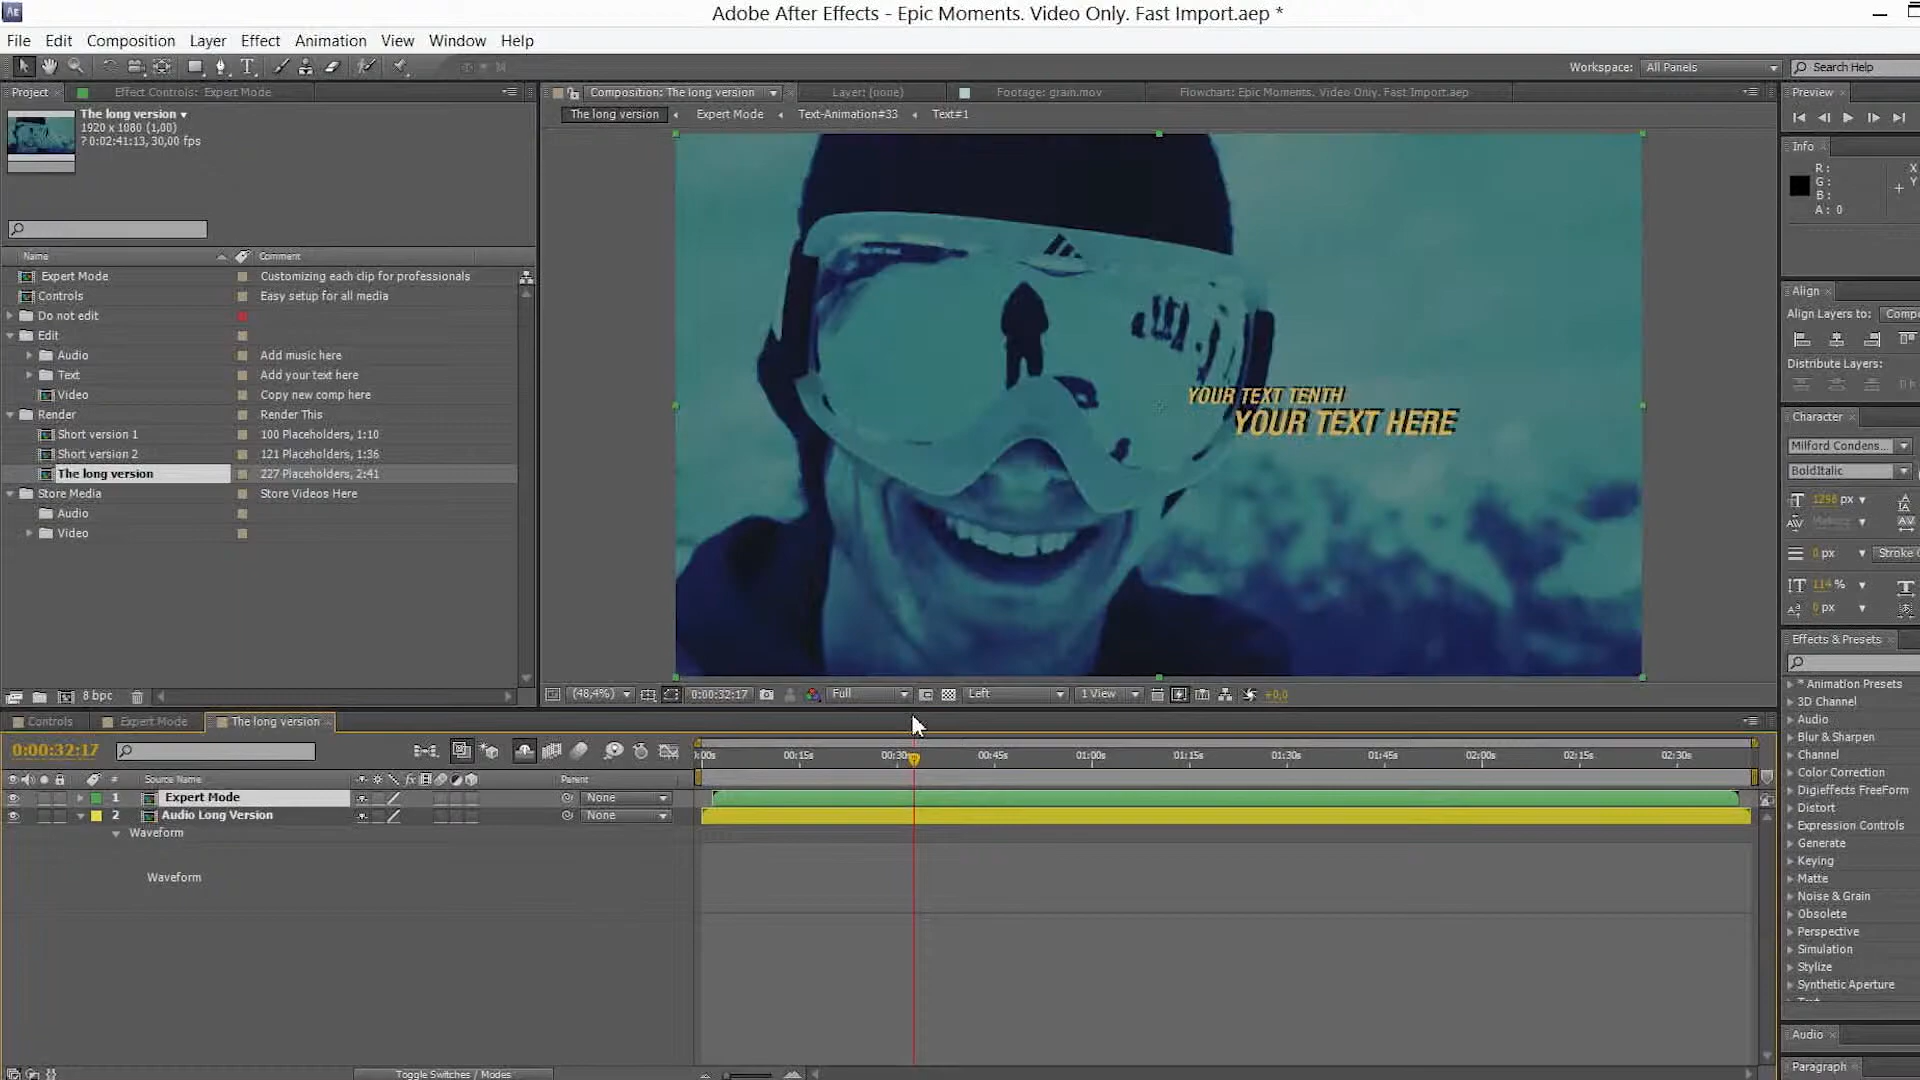 Adobe After Effects - Epic Moments. Video Only. Fast Import.aep *
File Edit Composition Layer Effect Animation View Window Help
Workspace: All Panels Search Help
Project Effect Controls: Expert Mode
Composition: The long version Layer: (none) Footage: grain.mov Flowchart: Epic Moments. Video Only. Fast Import.aep
Preview
The long version Expert Mode Text-Animation#33 Text#1
The long version
1920 x 1080 (1,00)
? 0:02:41:13, 30,00 fps
Info
R :
G :
B :
A : 0
X
Y
Name Comment
Expert Mode Customizing each clip for professionals
Controls Easy setup for all media
Do not edit
Edit
Audio Add music here
Text Add your text here
Video Copy new comp here
Render Render This
Short version 1 100 Placeholders, 1:10
Short version 2 121 Placeholders, 1:36
The long version 227 Placeholders, 2:41
Store Media Store Videos Here
Audio
Video
8 bpc
YOUR TEXT TENTH
YOUR TEXT HERE
Align
Align Layers to: Compo
Distribute Layers:
Character
Milford Condens...
BoldItalic
1298 px
0 px Stroke
114 %
0 px
Effects & Presets
* Animation Presets
3D Channel
Audio
Blur & Sharpen
Channel
Color Correction
Digieffects FreeForm
Distort
Expression Controls
Generate
Keying
Matte
Noise & Grain
Obsolete
Perspective
Simulation
Stylize
Synthetic Aperture
Audio
Paragraph
(48,4%) 0:00:32:17 Full Left 1 View +0,0
Controls Expert Mode The long version
0:00:32:17
):00s 00:15s 00:30s 00:45s 01:00s 01:15s 01:30s 01:45s 02:00s 02:15s 02:30s
# Source Name fx Parent
1 Expert Mode None
2 Audio Long Version None
Waveform
Waveform
Toggle Switches / Modes